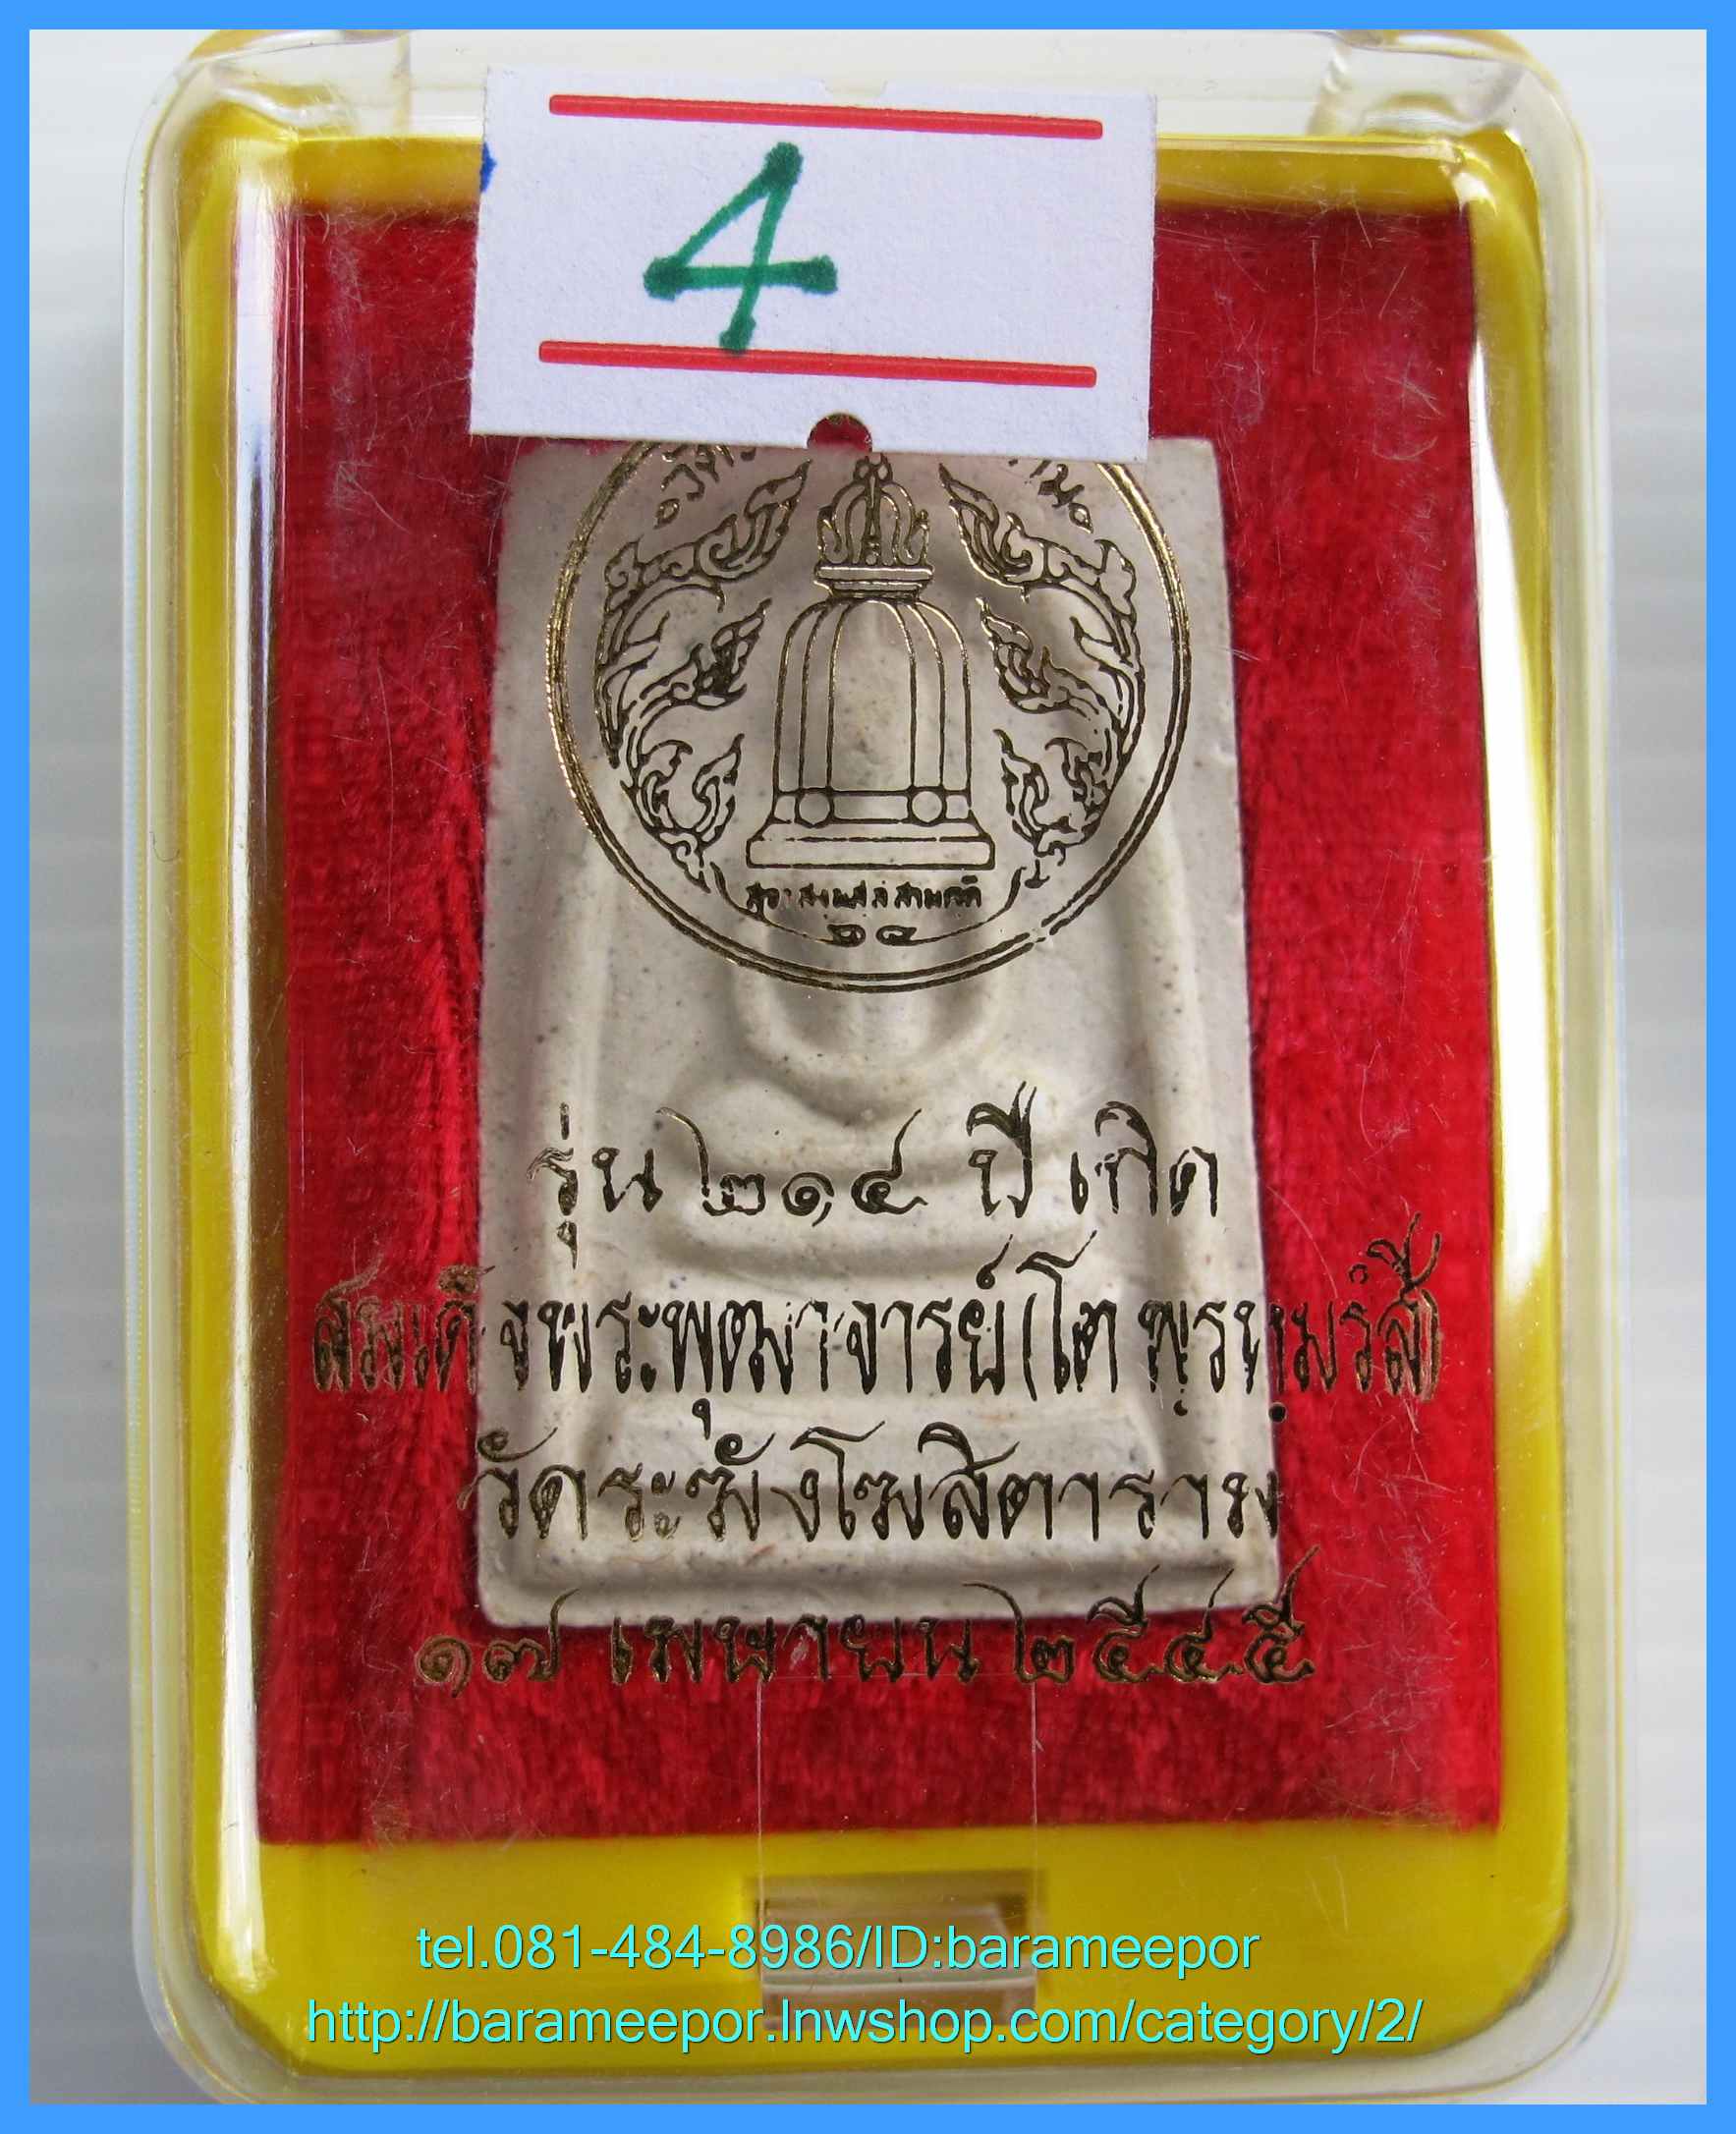 4
๑๔
รุ่น ๒๑๔ ปี เกิด
สมเด็จพระพุฒาจารย์(โต พฺรหฺมรํสี)
วัดระฆังโฆสิตาราม
๑๗ เมษายน ๒๕๔๕
tel.081-484-8986/ID:barameepor
http://barameepor.lnwshop.com/category/2/